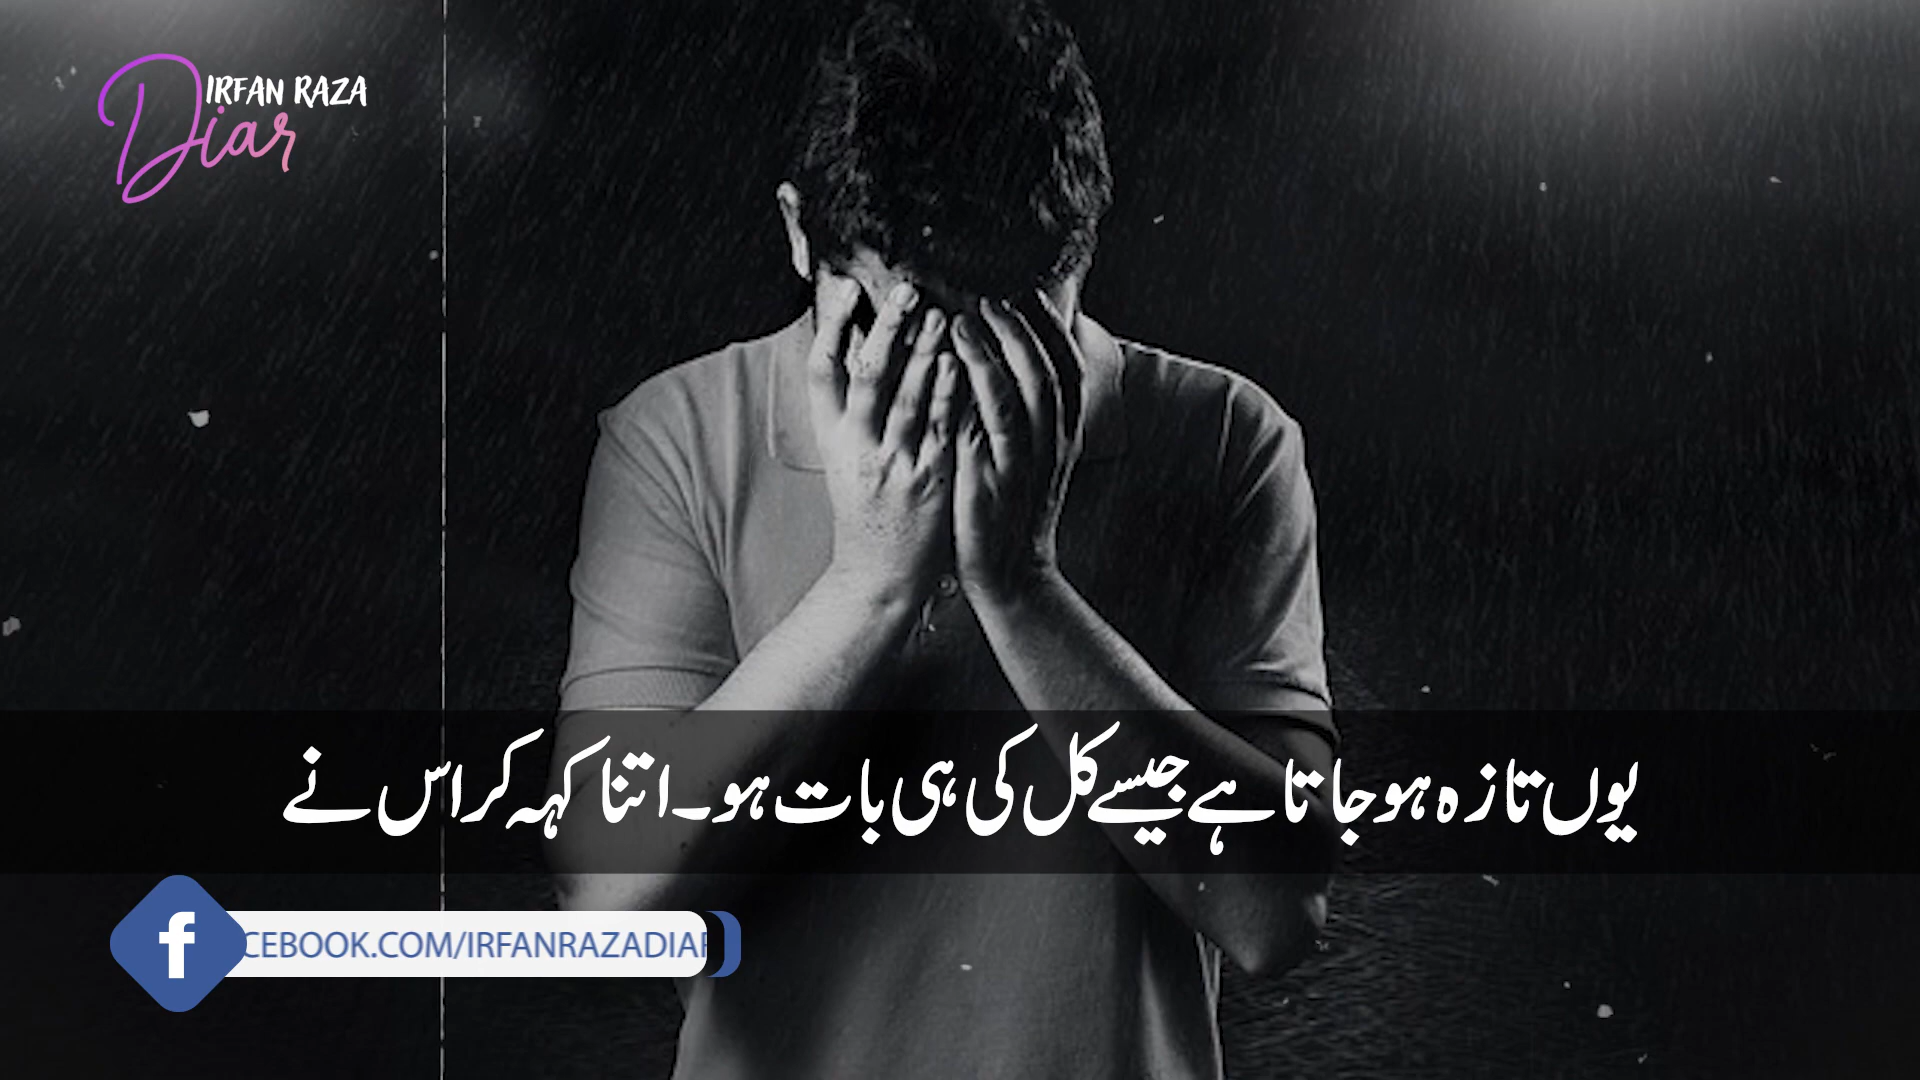 IRFAN RAZA
Diar
یوں تازہ ہو جاتا ہے جیسے کل کی ہی بات ہو۔ اتنا کہہ کر اس نے
f
CEBOOK.COM/IRFANRAZADIAR